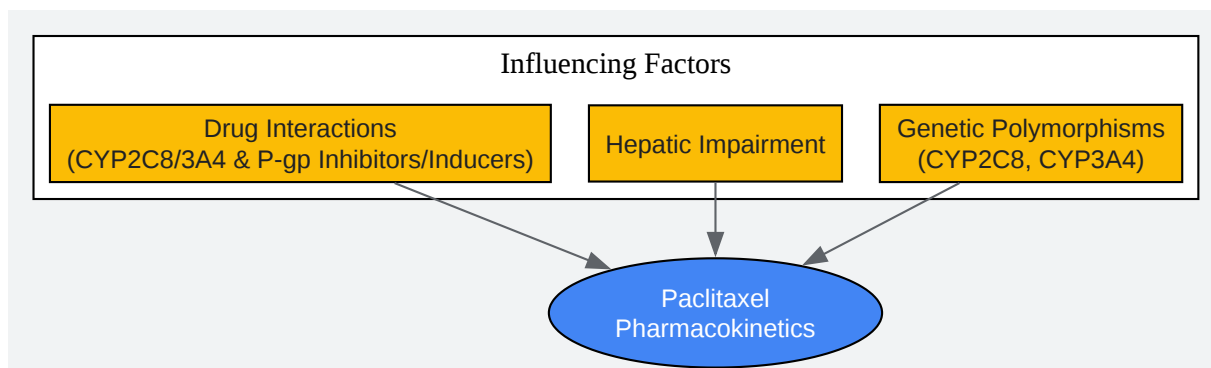 Influencing Factors
Drug Interactions
(CYP2C8/3A4 & P-gp Inhibitors/Inducers)
Hepatic Impairment
Genetic Polymorphisms
(CYP2C8, CYP3A4)
Paclitaxel
Pharmacokinetics